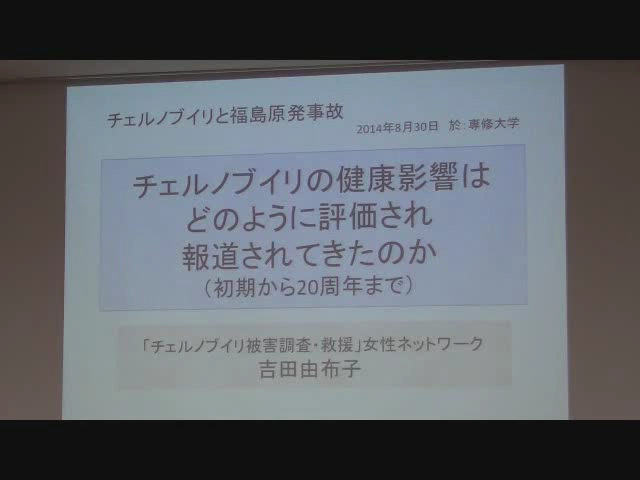 チェルノブイリと福島原発事故
2014年8月30日　於：専修大学
チェルノブイリの健康影響は
どのように評価され
報道されてきたのか
（初期から20周年まで）
「チェルノブイリ被害調査・救援」女性ネットワーク
吉田由布子